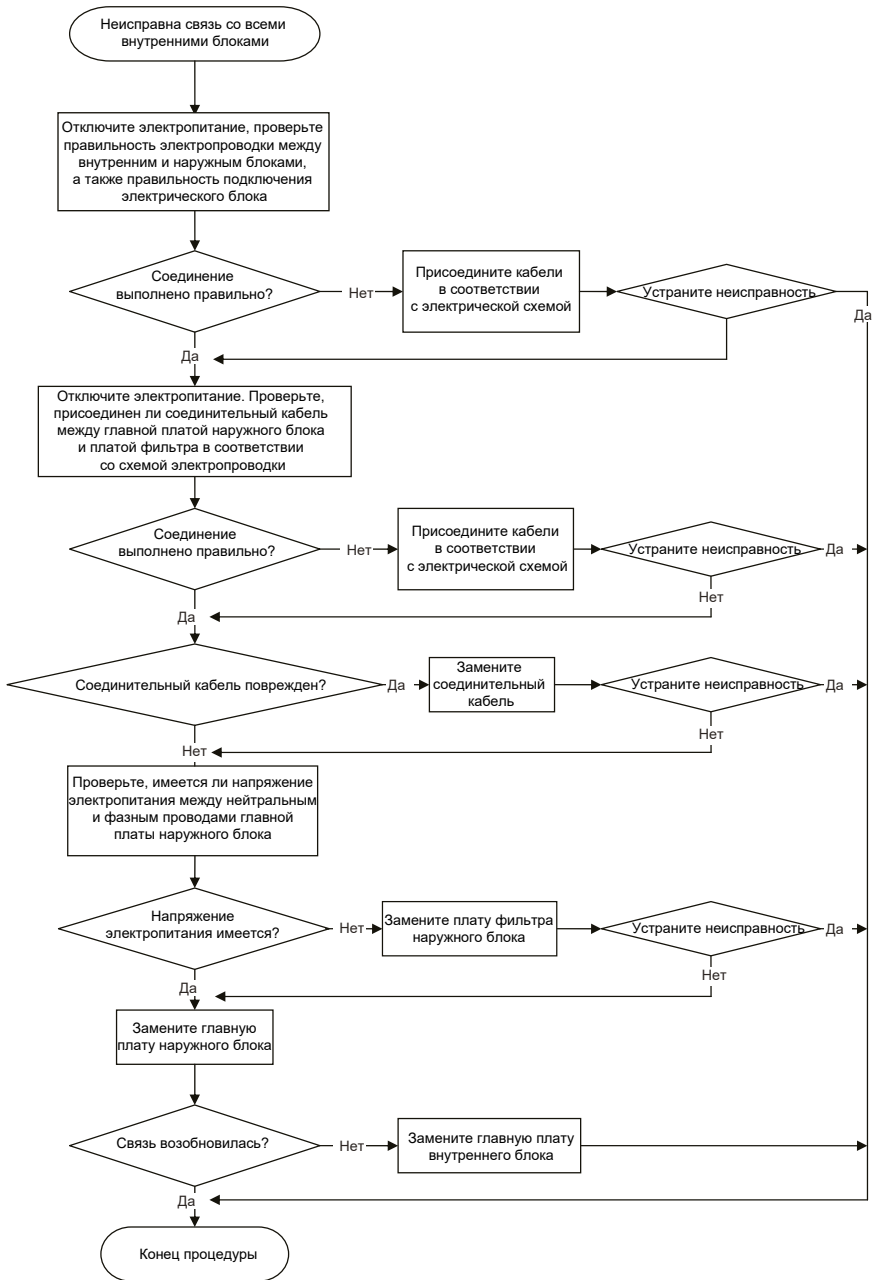 Неисправна связь со всеми
внутренними блоками
Отключите электропитание, проверьте
правильность электропроводки между
внутренним и наружным блоками,
а также правильность подключения
электрического блока
Соединение
выполнено правильно?
Нет
Присоедините кабели
в соответствии
с электрической схемой
Устраните неисправность
Да
Да
Отключите электропитание. Проверьте,
присоединен ли соединительный кабель
между главной платой наружного блока
и платой фильтра в соответствии
со схемой электропроводки
Соединение
выполнено правильно?
Нет
Присоедините кабели
в соответствии
с электрической схемой
Устраните неисправность
Да
Нет
Да
Соединительный кабель поврежден?
Да
Замените
соединительный
кабель
Устраните неисправность
Да
Нет
Нет
Проверьте, имеется ли напряжение
электропитания между нейтральным
и фазным проводами главной
платы наружного блока
Напряжение
электропитания имеется?
Нет
Замените плату фильтра
наружного блока
Устраните неисправность
Да
Нет
Да
Замените главную
плату наружного блока
Связь возобновилась?
Нет
Замените главную плату
внутреннего блока
Да
Конец процедуры